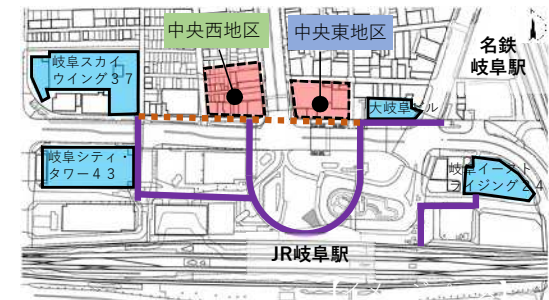 中央西地区
中央東地区
名鉄
岐阜駅
岐阜スカイ
ウイング37
大岐阜ビル
岐阜シティ・
タワー43
岐阜イースト
ライジング24
JR岐阜駅